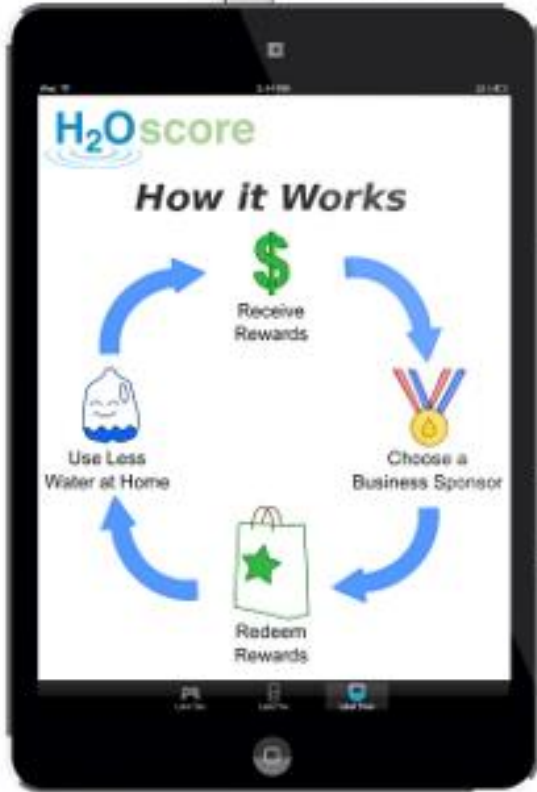 H₂Oscore
How it Works
Receive
Rewards
Choose a
Business Sponsor
Redeem
Rewards
Use Less
Water at Home